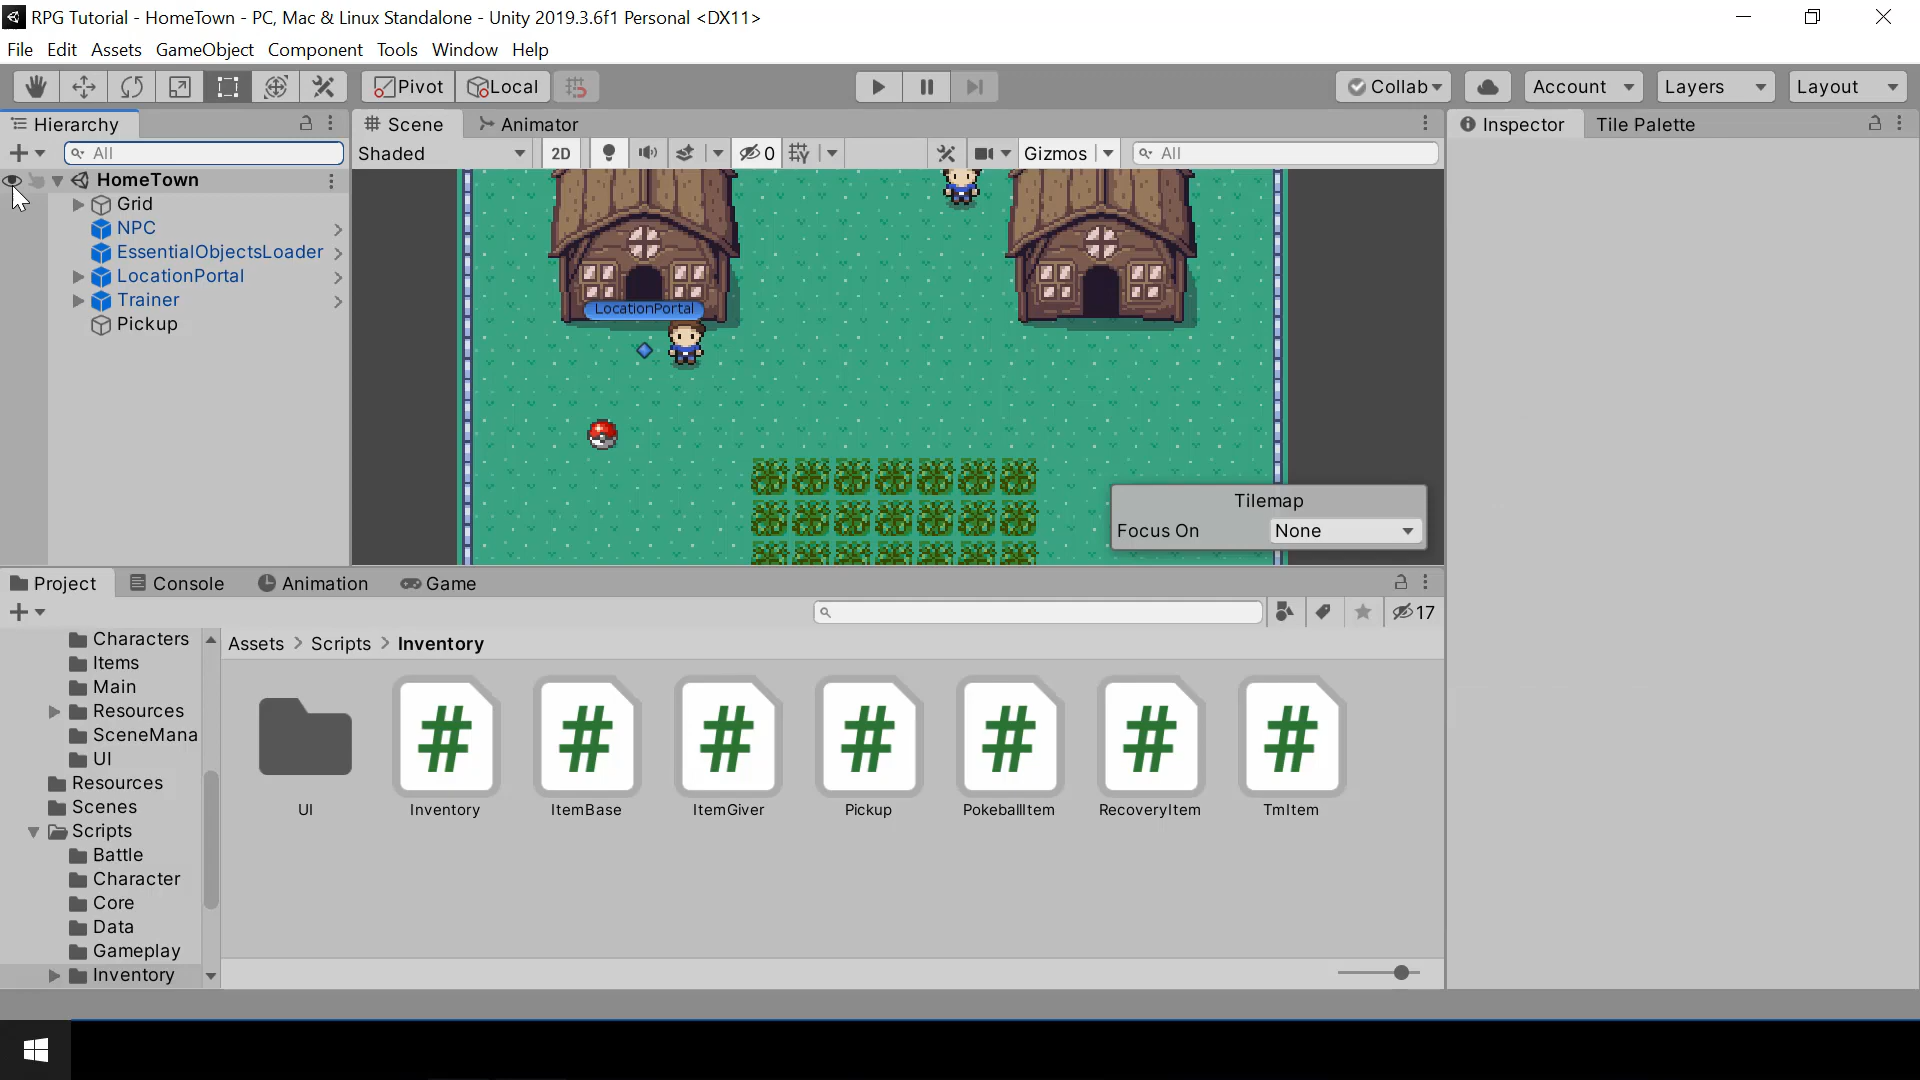 RPG Tutorial - HomeTown - PC, Mac & Linux Standalone - Unity 2019.3.6f1 Personal <DX11>
File Edit Assets GameObject Component Tools Window Help
Pivot Local Collab Account Layers Layout
Hierarchy
All
HomeTown
Grid
NPC
EssentialObjectsLoader
LocationPortal
Trainer
Pickup
Scene Animator
Shaded 2D 0 Gizmos All
LocationPortal
Tilemap
Focus On None
Inspector Tile Palette
Project Console Animation Game
17
Characters
Items
Main
Resources
SceneMana
UI
Resources
Scenes
Scripts
Battle
Character
Core
Data
Gameplay
Inventory
Assets > Scripts > Inventory
UI Inventory ItemBase ItemGiver Pickup PokeballItem RecoveryItem TmItem